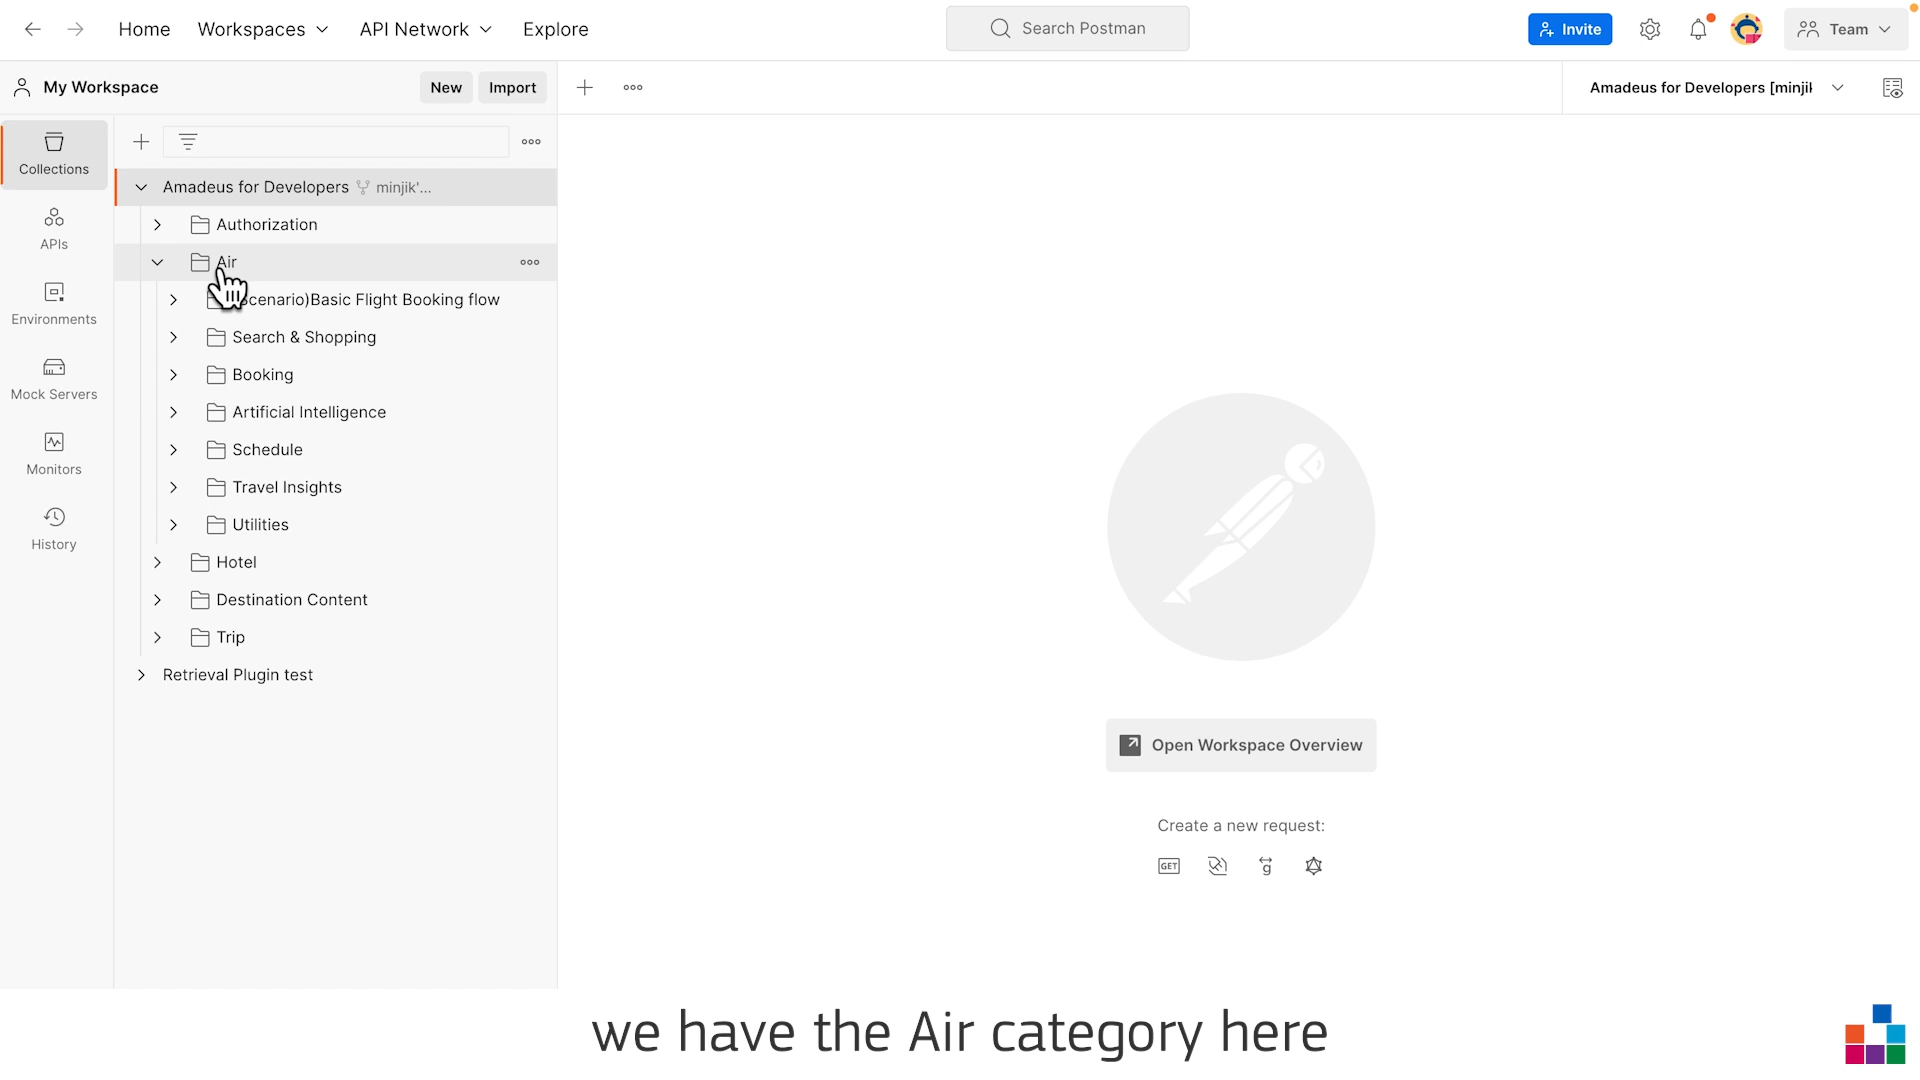 Home Workspaces API Network Explore Search Postman Invite Team
My Workspace New Import Amadeus for Developers [minjik
Collections
APIs
Environments
Mock Servers
Monitors
History
Amadeus for Developers minjik'...
Authorization
Air
cenario)Basic Flight Booking flow
Search & Shopping
Booking
Artificial Intelligence
Schedule
Travel Insights
Utilities
Hotel
Destination Content
Trip
Retrieval Plugin test
Open Workspace Overview
Create a new request:
GET g
we have the Air category here